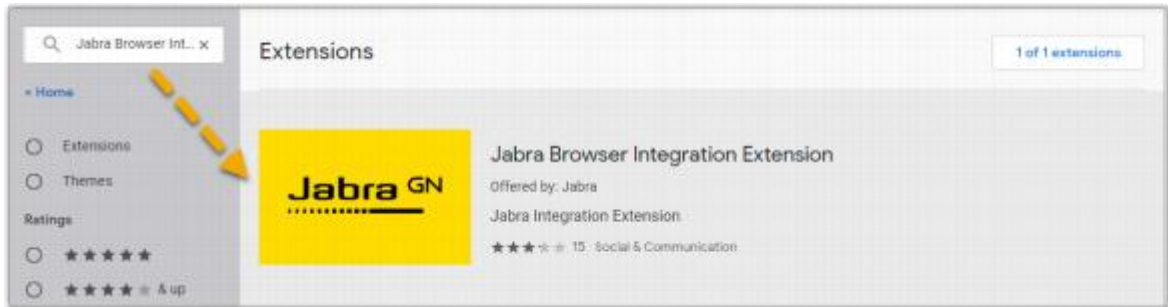 Jabra Browser Int... x
Extensions
1 of 1 extensions
« Home
Extensions
Themes
Ratings
& up
Jabra GN
Jabra Browser Integration Extension
Offered by: Jabra
Jabra Integration Extension
15 Social & Communication